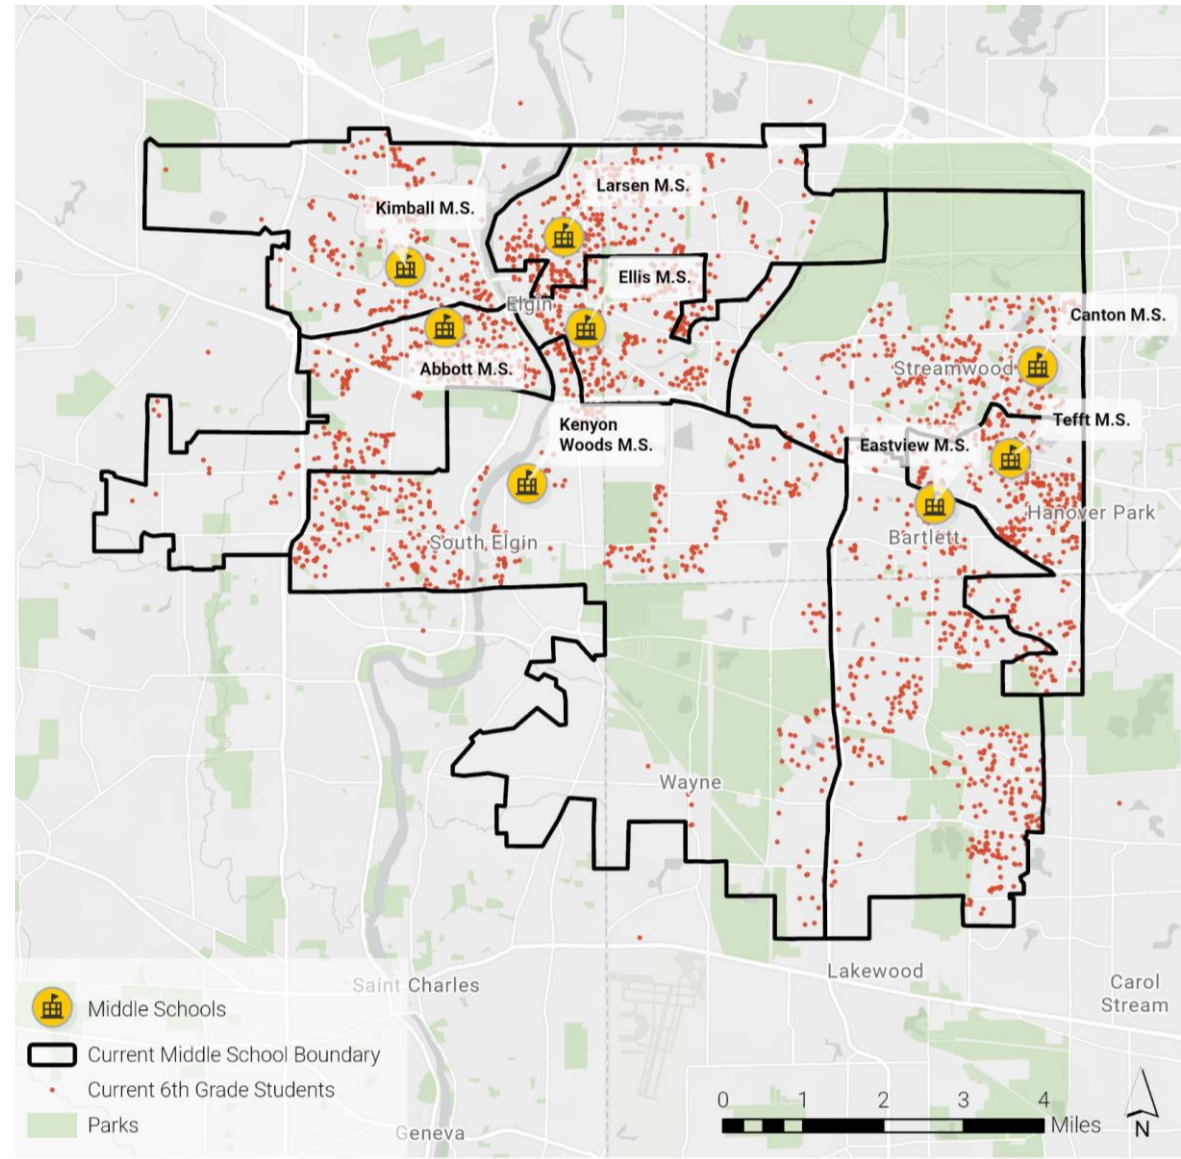 Larsen M.S.
Kimball M.S.
Ellis M.S.
Elgin
Canton M.S.
Abbott M.S.
Streamwood
Tefft M.S.
Kenyon
Woods M.S.
Eastview M.S.
Hanover Park
South Elgin
Bartlett
Wayne
Lakewood
Saint Charles
Carol
Stream
Middle Schools
Current Middle School Boundary
Current 6th Grade Students
Parks
Geneva
0 1 2 3 4
Miles
N